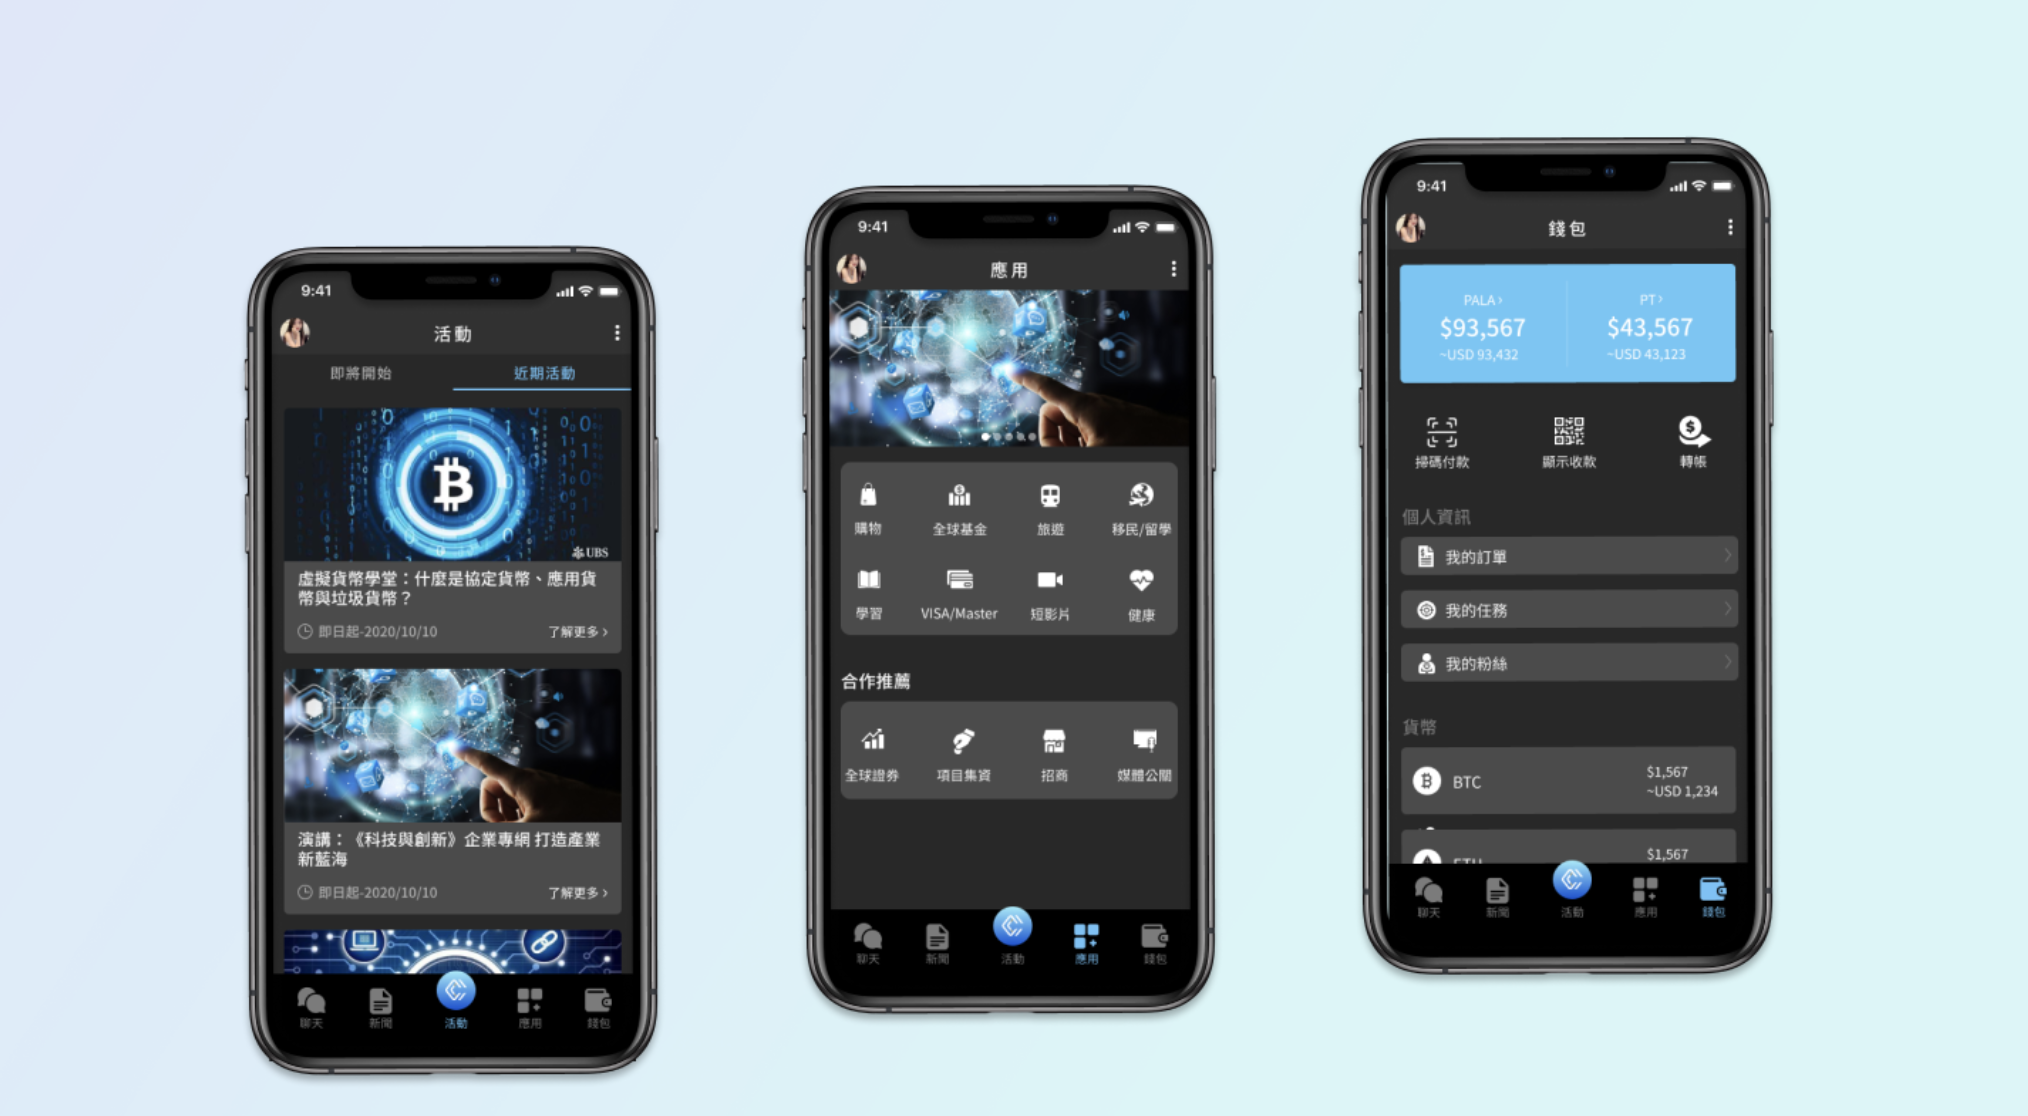 9:41
活動
即將開始
近期活動
UBS
虛擬貨幣學堂：什麼是協定貨幣、應用貨
幣與垃圾貨幣？
即日起-2020/10/10
了解更多 ›
演講：《科技與創新》企業專網 打造產業
新藍海
即日起-2020/10/10
了解更多 ›
聊天
新聞
活動
應用
錢包
9:41
應用
購物
全球基金
旅遊
移民/留學
學習
VISA/Master
短影片
健康
合作推薦
全球證券
項目集資
招商
媒體公關
聊天
新聞
活動
應用
錢包
9:41
錢包
PALA ›
$93,567
~USD 93,432
PT ›
$43,567
~USD 43,123
掃碼付款
顯示收款
轉帳
個人資訊
我的訂單
我的任務
我的粉絲
貨幣
BTC
$1,567
~USD 1,234
ETH
$1,567
聊天
新聞
活動
應用
錢包